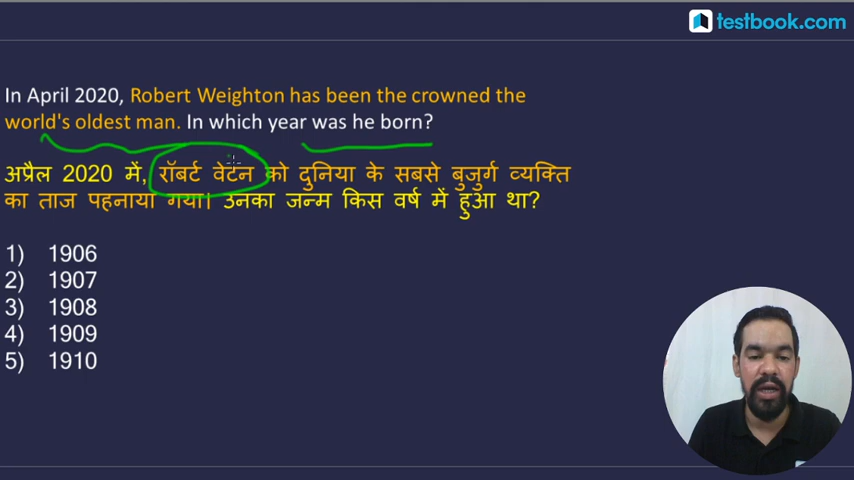 testbook.com
In April 2020, Robert Weighton has been the crowned the
world's oldest man. In which year was he born?
अप्रैल 2020 में, रॉबर्ट वेटन को दुनिया के सबसे बुजुर्ग व्यक्ति
का ताज पहनाया गया। उनका जन्म किस वर्ष में हुआ था?
1) 1906
2) 1907
3) 1908
4) 1909
5) 1910